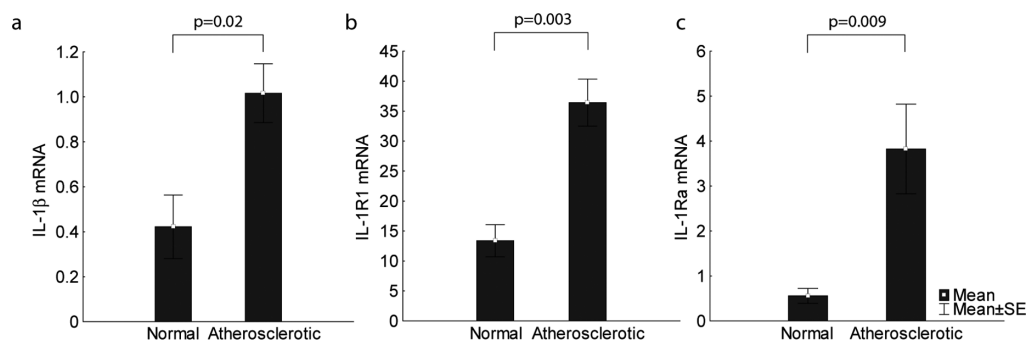 a
p=0.02
IL-1β mRNA
1.2
1.0
0.8
0.6
0.4
0.2
0
Normal
Atherosclerotic
b
p=0.003
IL-1R1 mRNA
45
40
35
30
25
20
15
10
5
0
Normal
Atherosclerotic
c
p=0.009
IL-1Ra mRNA
6
5
4
3
2
1
0
Normal
Atherosclerotic
Mean
Mean±SE